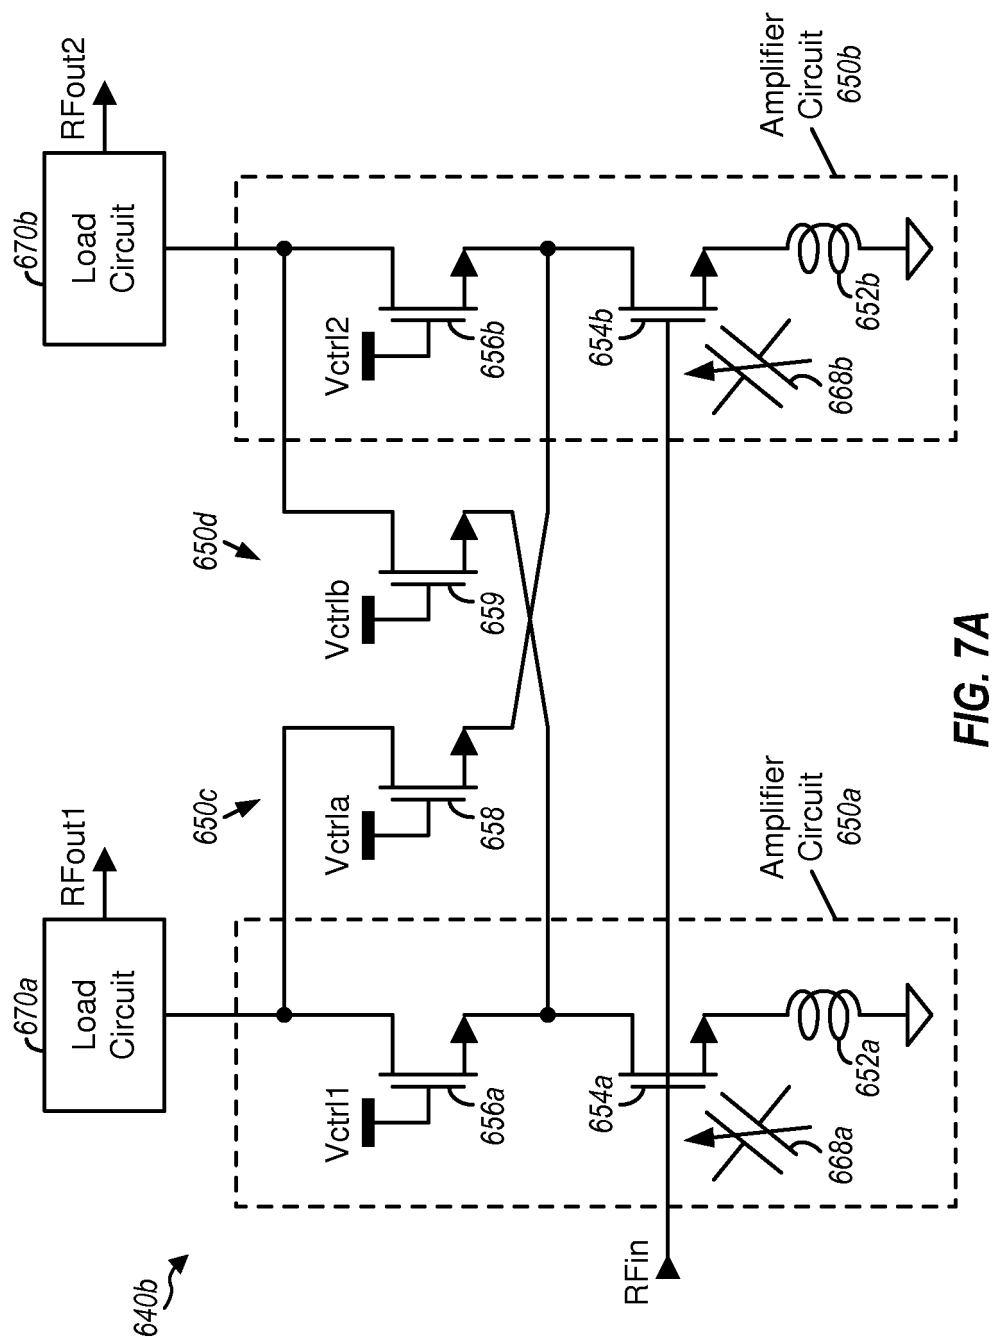 640b
670a
Load
Circuit
RFout1
670b
Load
Circuit
RFout2
650c
650d
Vctrl1
656a
Vctrla
658
Vctrlb
659
Vctrl2
656b
RFin
654a
668a
652a
654b
668b
652b
Amplifier
Circuit
650a
Amplifier
Circuit
650b
FIG. 7A